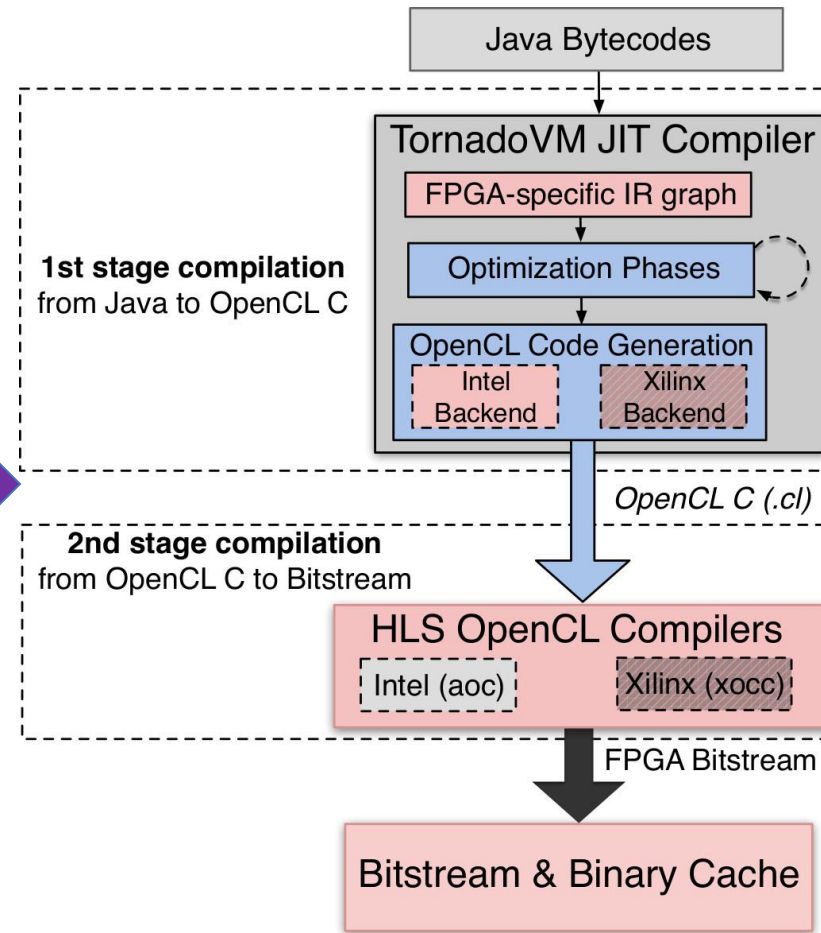 Java Bytecodes
TornadoVM JIT Compiler
FPGA-specific IR graph
1st stage compilation
from Java to OpenCL C
Optimization Phases
OpenCL Code Generation
Intel
Backend
Xilinx
Backend
OpenCL C (.cl)
2nd stage compilation
from OpenCL C to Bitstream
HLS OpenCL Compilers
Intel (aoc)
Xilinx (xocc)
FPGA Bitstream
Bitstream & Binary Cache